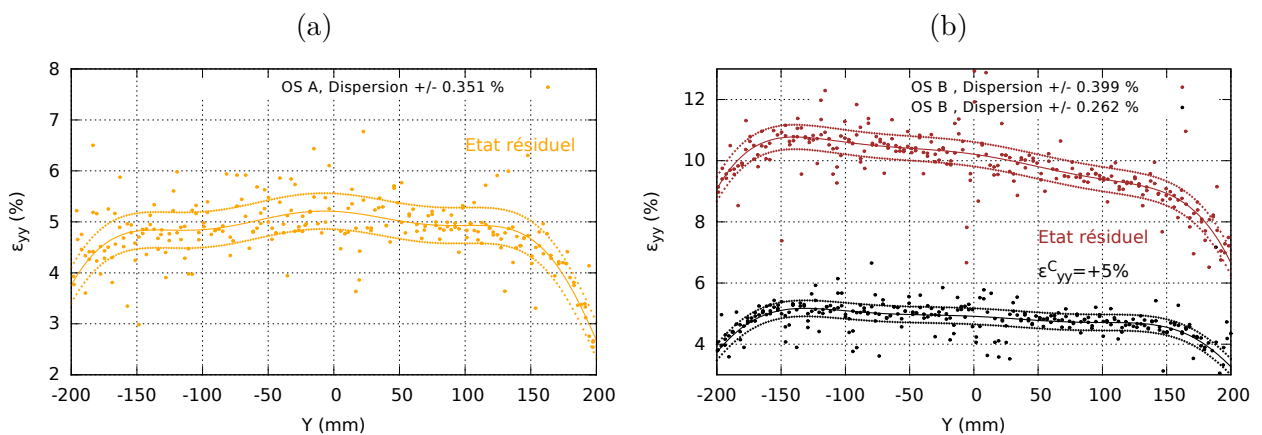 (a)
(b)
8
7
6
5
4
3
2
-200
-150
-100
-50
0
50
100
150
200
ε_yy (%)
Y (mm)
OS A, Dispersion +/- 0.351 %
Etat résiduel
12
10
8
6
4
-200
-150
-100
-50
0
50
100
150
200
ε_yy (%)
Y (mm)
OS B , Dispersion +/- 0.399 %
OS B , Dispersion +/- 0.262 %
Etat résiduel
ε^C_yy=+5%